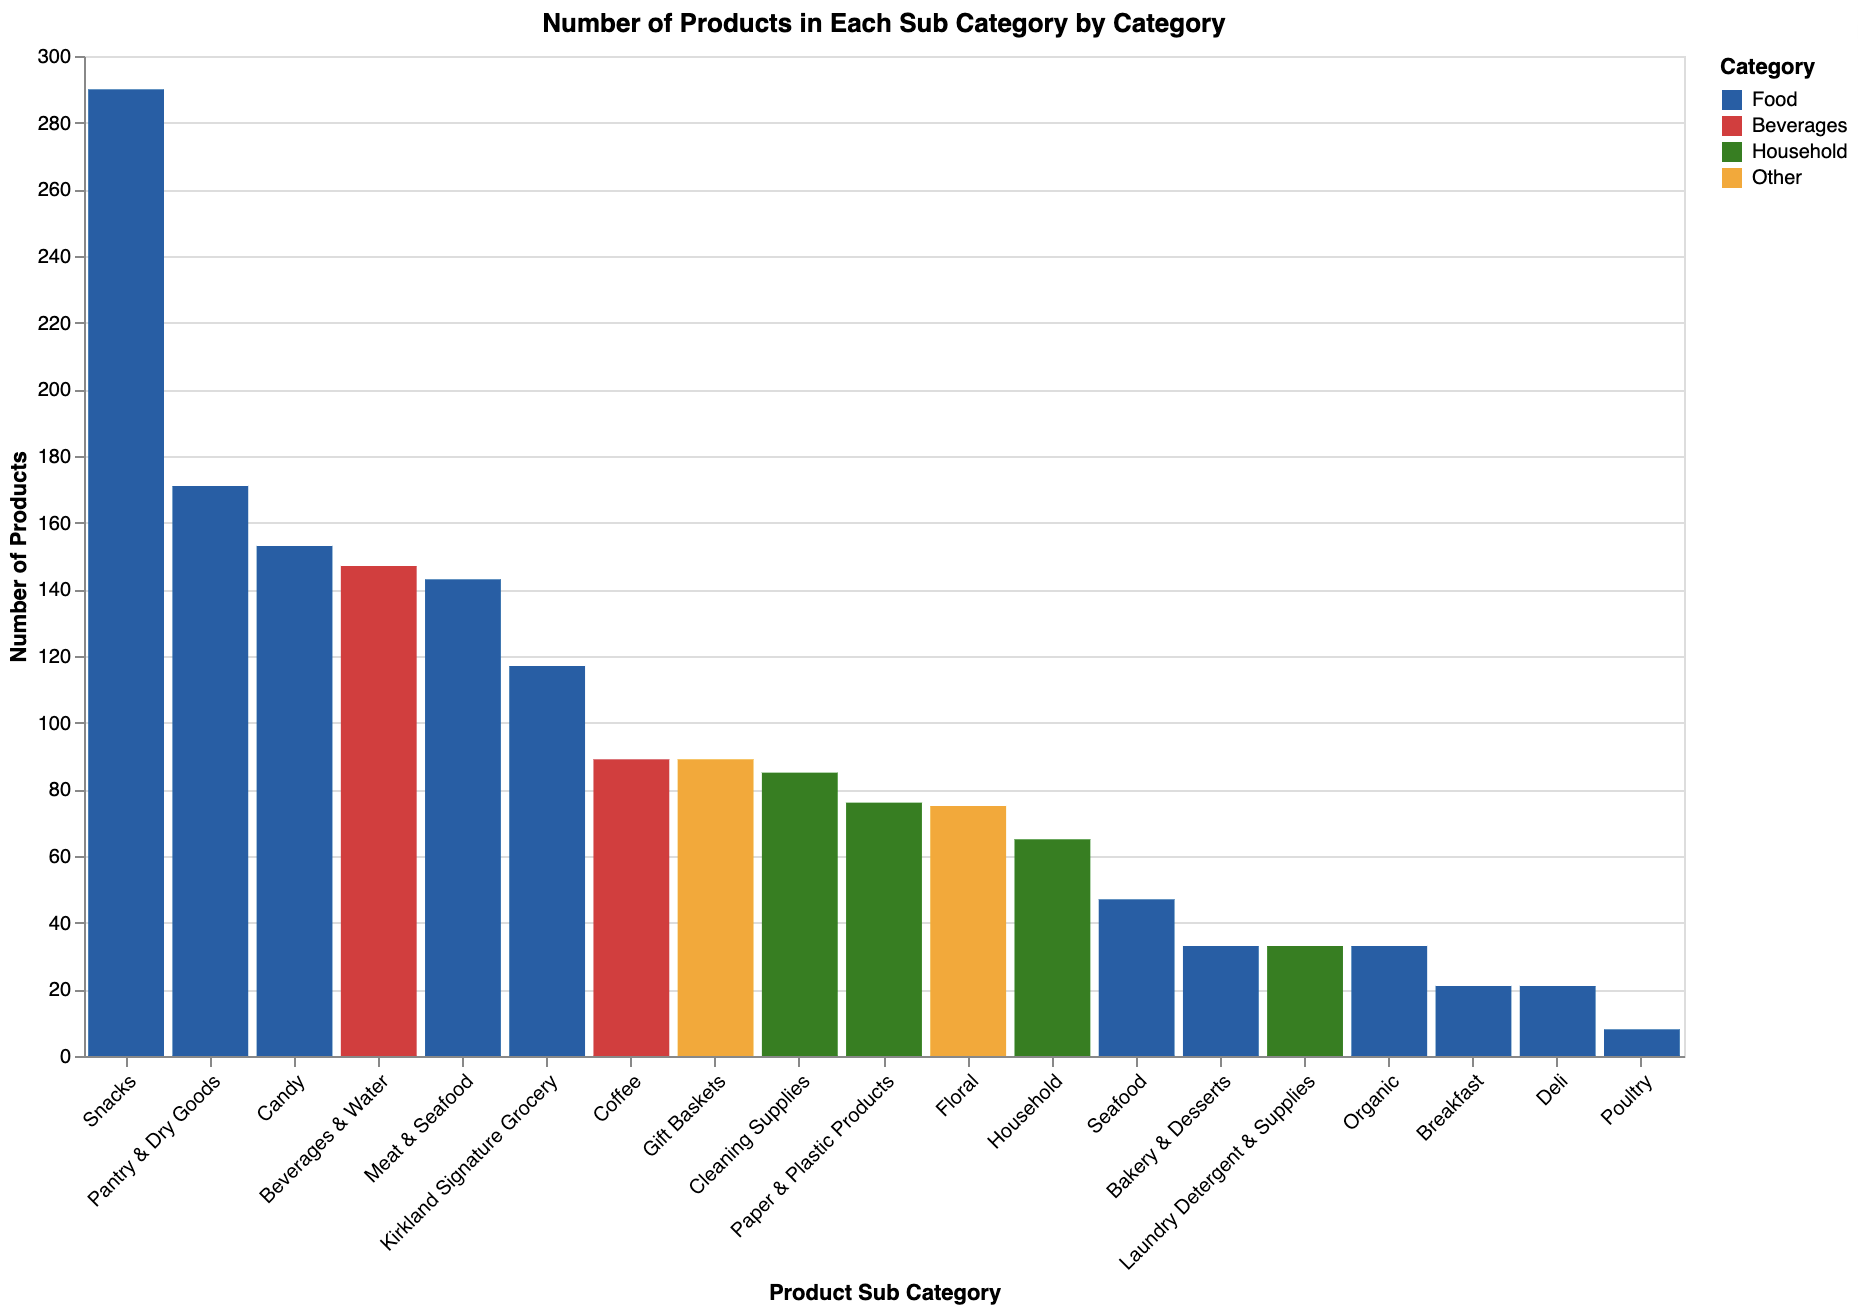 Number of Products in Each Sub Category by Category
Category
Food
Beverages
Household
Other
Number of Products
300
280
260
240
220
200
180
160
140
120
100
80
60
40
20
0
Snacks
Pantry & Dry Goods
Candy
Beverages & Water
Meat & Seafood
Kirkland Signature Grocery
Coffee
Gift Baskets
Cleaning Supplies
Paper & Plastic Products
Floral
Household
Seafood
Bakery & Desserts
Laundry Detergent & Supplies
Organic
Breakfast
Deli
Poultry
Product Sub Category